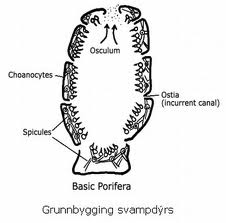 Osculum
Choanocytes
Ostia
(incurrent canal)
Spicules
Basic Porifera
Grunnbygging svampdýrs